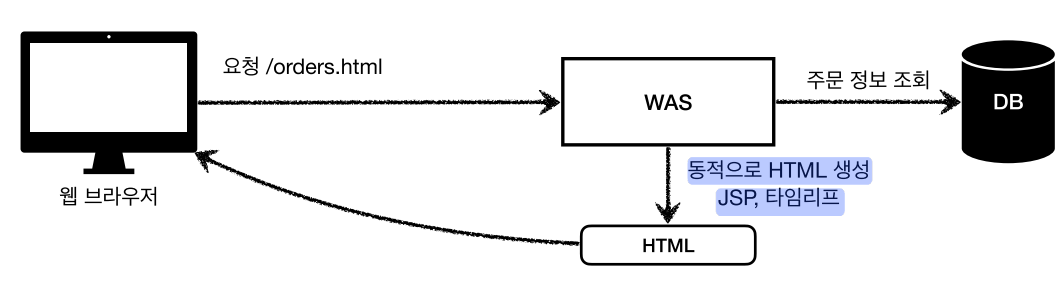 요청 /orders.html
WAS
주문 정보 조회
DB
웹 브라우저
동적으로 HTML 생성
JSP, 타임리프
HTML